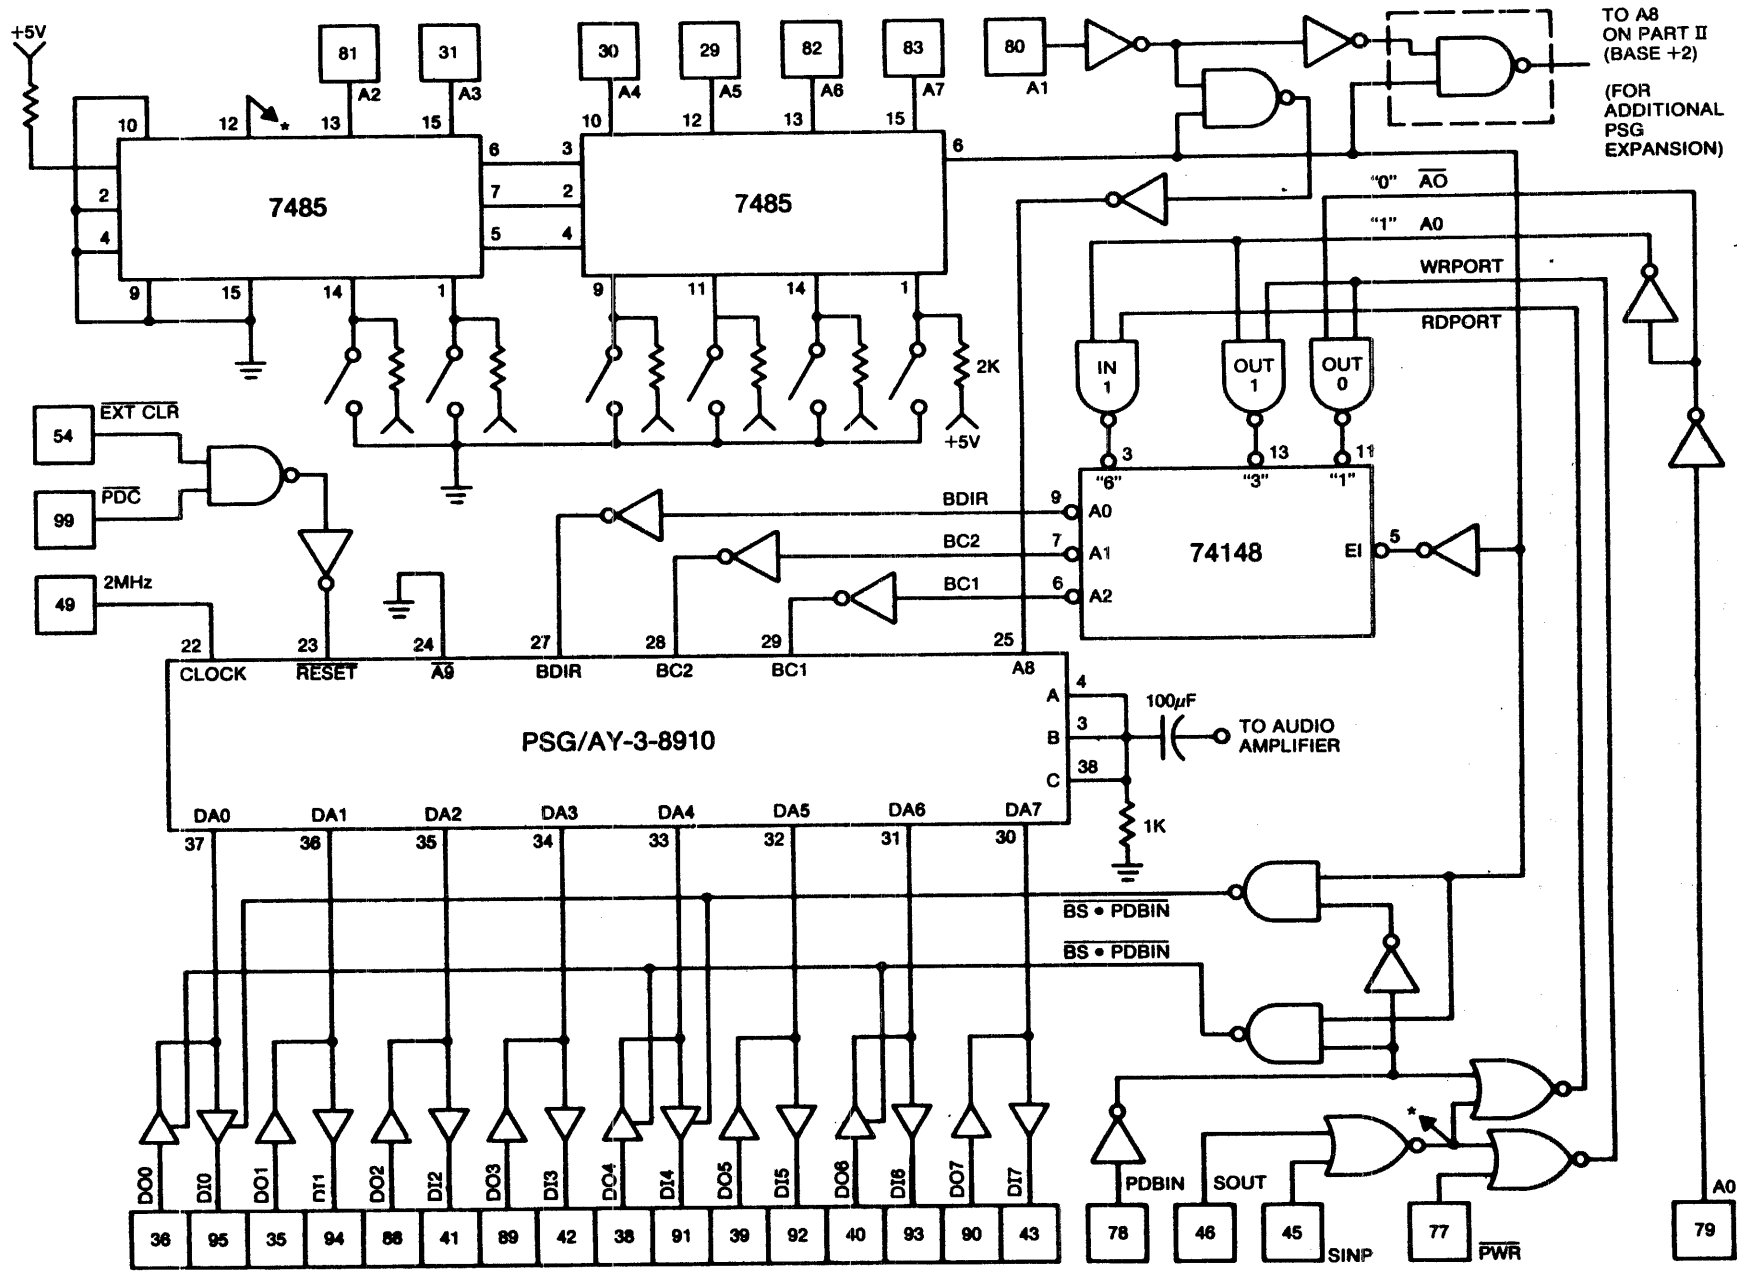 +5V
81
31
30
29
82
83
80
A2
A3
A4
A5
A6
A7
A1
TO A8
ON PART II
(BASE +2)
(FOR
ADDITIONAL
PSG
EXPANSION)
10
12
*
13
15
10
12
13
15
6
3
6
2
7
2
4
5
4
7485
7485
9
15
14
1
9
11
14
1
2K
+5V
"0" A0
"1" A0
WRPORT
RDPORT
IN
1
OUT
1
OUT
0
3
13
11
"6"
"3"
"1"
54
EXT CLR
99
PDC
49
2MHz
BDIR
9
A0
BC2
7
A1
BC1
6
A2
74148
EI
5
22
23
24
27
28
29
25
CLOCK
RESET
A9
BDIR
BC2
BC1
A8
PSG/AY-3-8910
A
4
B
3
C
38
100µF
TO AUDIO
AMPLIFIER
1K
DA0
DA1
DA2
DA3
DA4
DA5
DA6
DA7
37
36
35
34
33
32
31
30
BS • PDBIN
BS • PDBIN
*
DO0
DI0
DO1
DI1
DO2
DI2
DO3
DI3
DO4
DI4
DO5
DI5
DO6
DI6
DO7
DI7
PDBIN
SOUT
SINP
PWR
A0
36
95
35
94
88
41
89
42
38
91
39
92
40
93
90
43
78
46
45
77
79